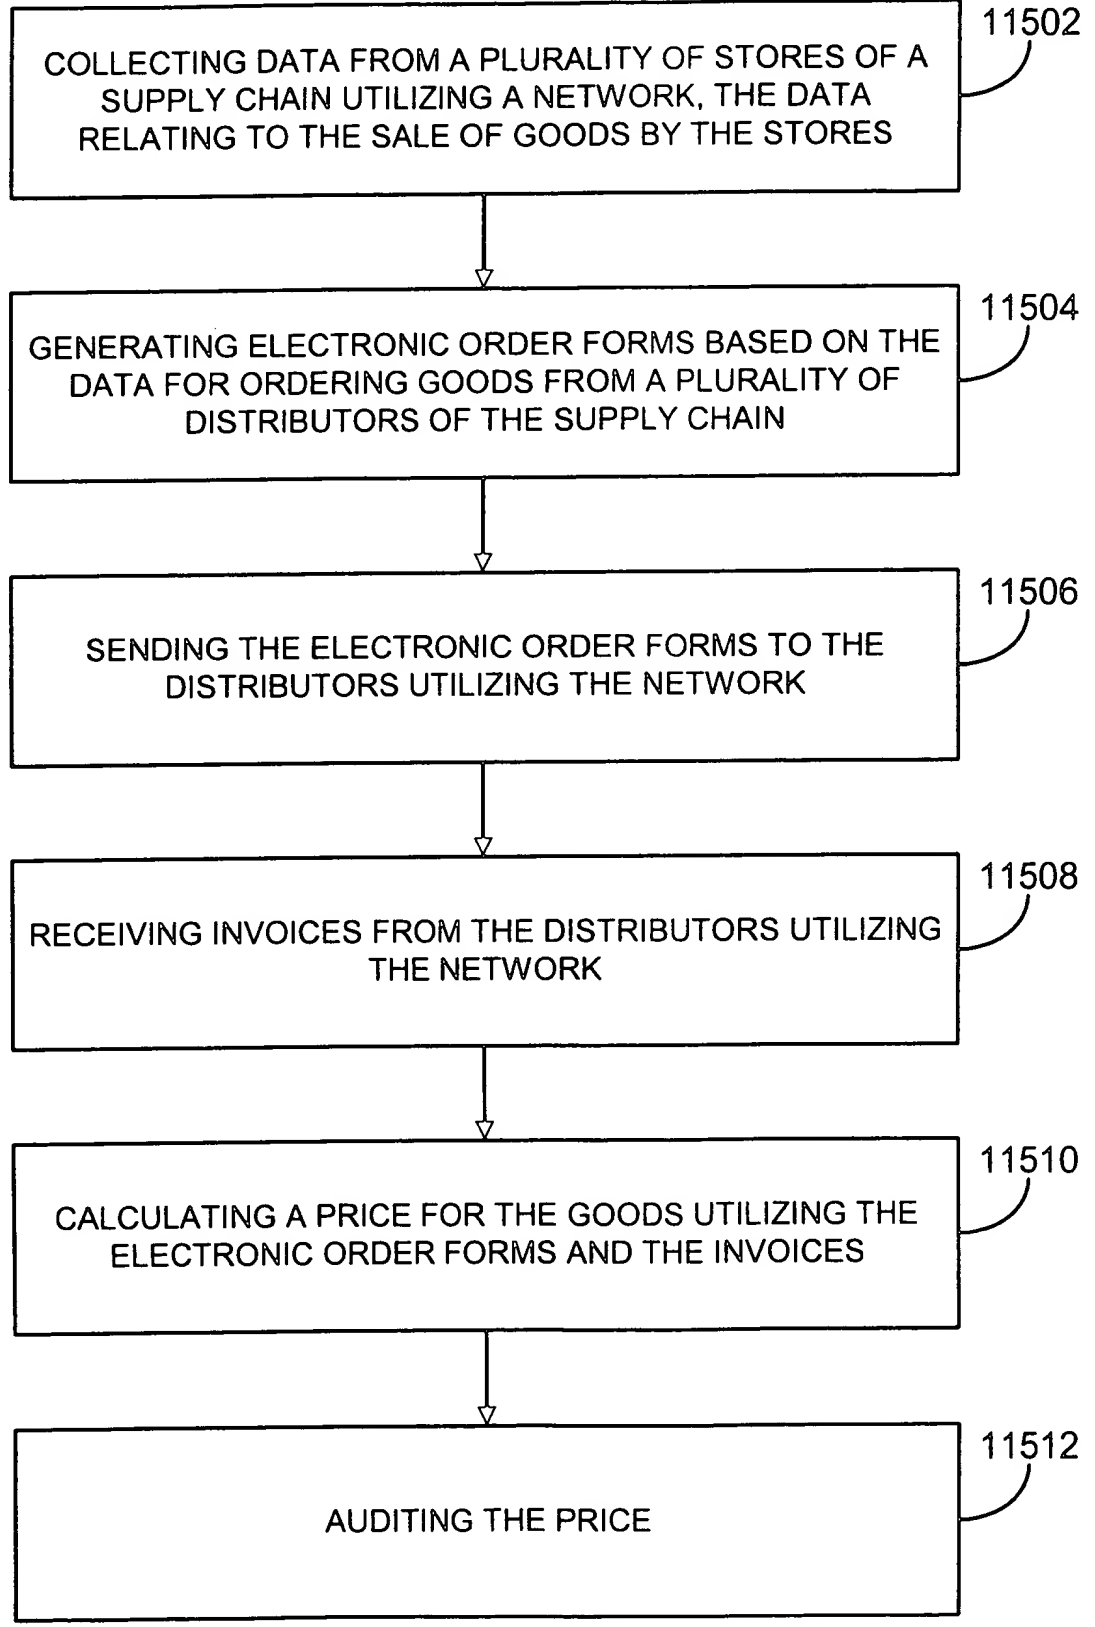 11502
COLLECTING DATA FROM A PLURALITY OF STORES OF A
SUPPLY CHAIN UTILIZING A NETWORK, THE DATA
RELATING TO THE SALE OF GOODS BY THE STORES
11504
GENERATING ELECTRONIC ORDER FORMS BASED ON THE
DATA FOR ORDERING GOODS FROM A PLURALITY OF
DISTRIBUTORS OF THE SUPPLY CHAIN
11506
SENDING THE ELECTRONIC ORDER FORMS TO THE
DISTRIBUTORS UTILIZING THE NETWORK
11508
RECEIVING INVOICES FROM THE DISTRIBUTORS UTILIZING
THE NETWORK
11510
CALCULATING A PRICE FOR THE GOODS UTILIZING THE
ELECTRONIC ORDER FORMS AND THE INVOICES
11512
AUDITING THE PRICE